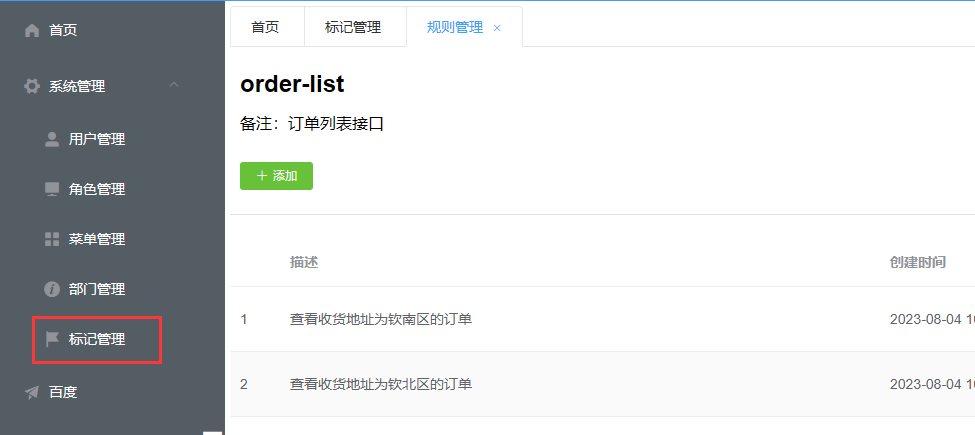 首页
系统管理
用户管理
角色管理
菜单管理
部门管理
标记管理
百度
首页 标记管理 规则管理 ×
order-list
备注：订单列表接口
+ 添加
描述 创建时间
1 查看收货地址为钦南区的订单 2023-08-04
2 查看收货地址为钦北区的订单 2023-08-04